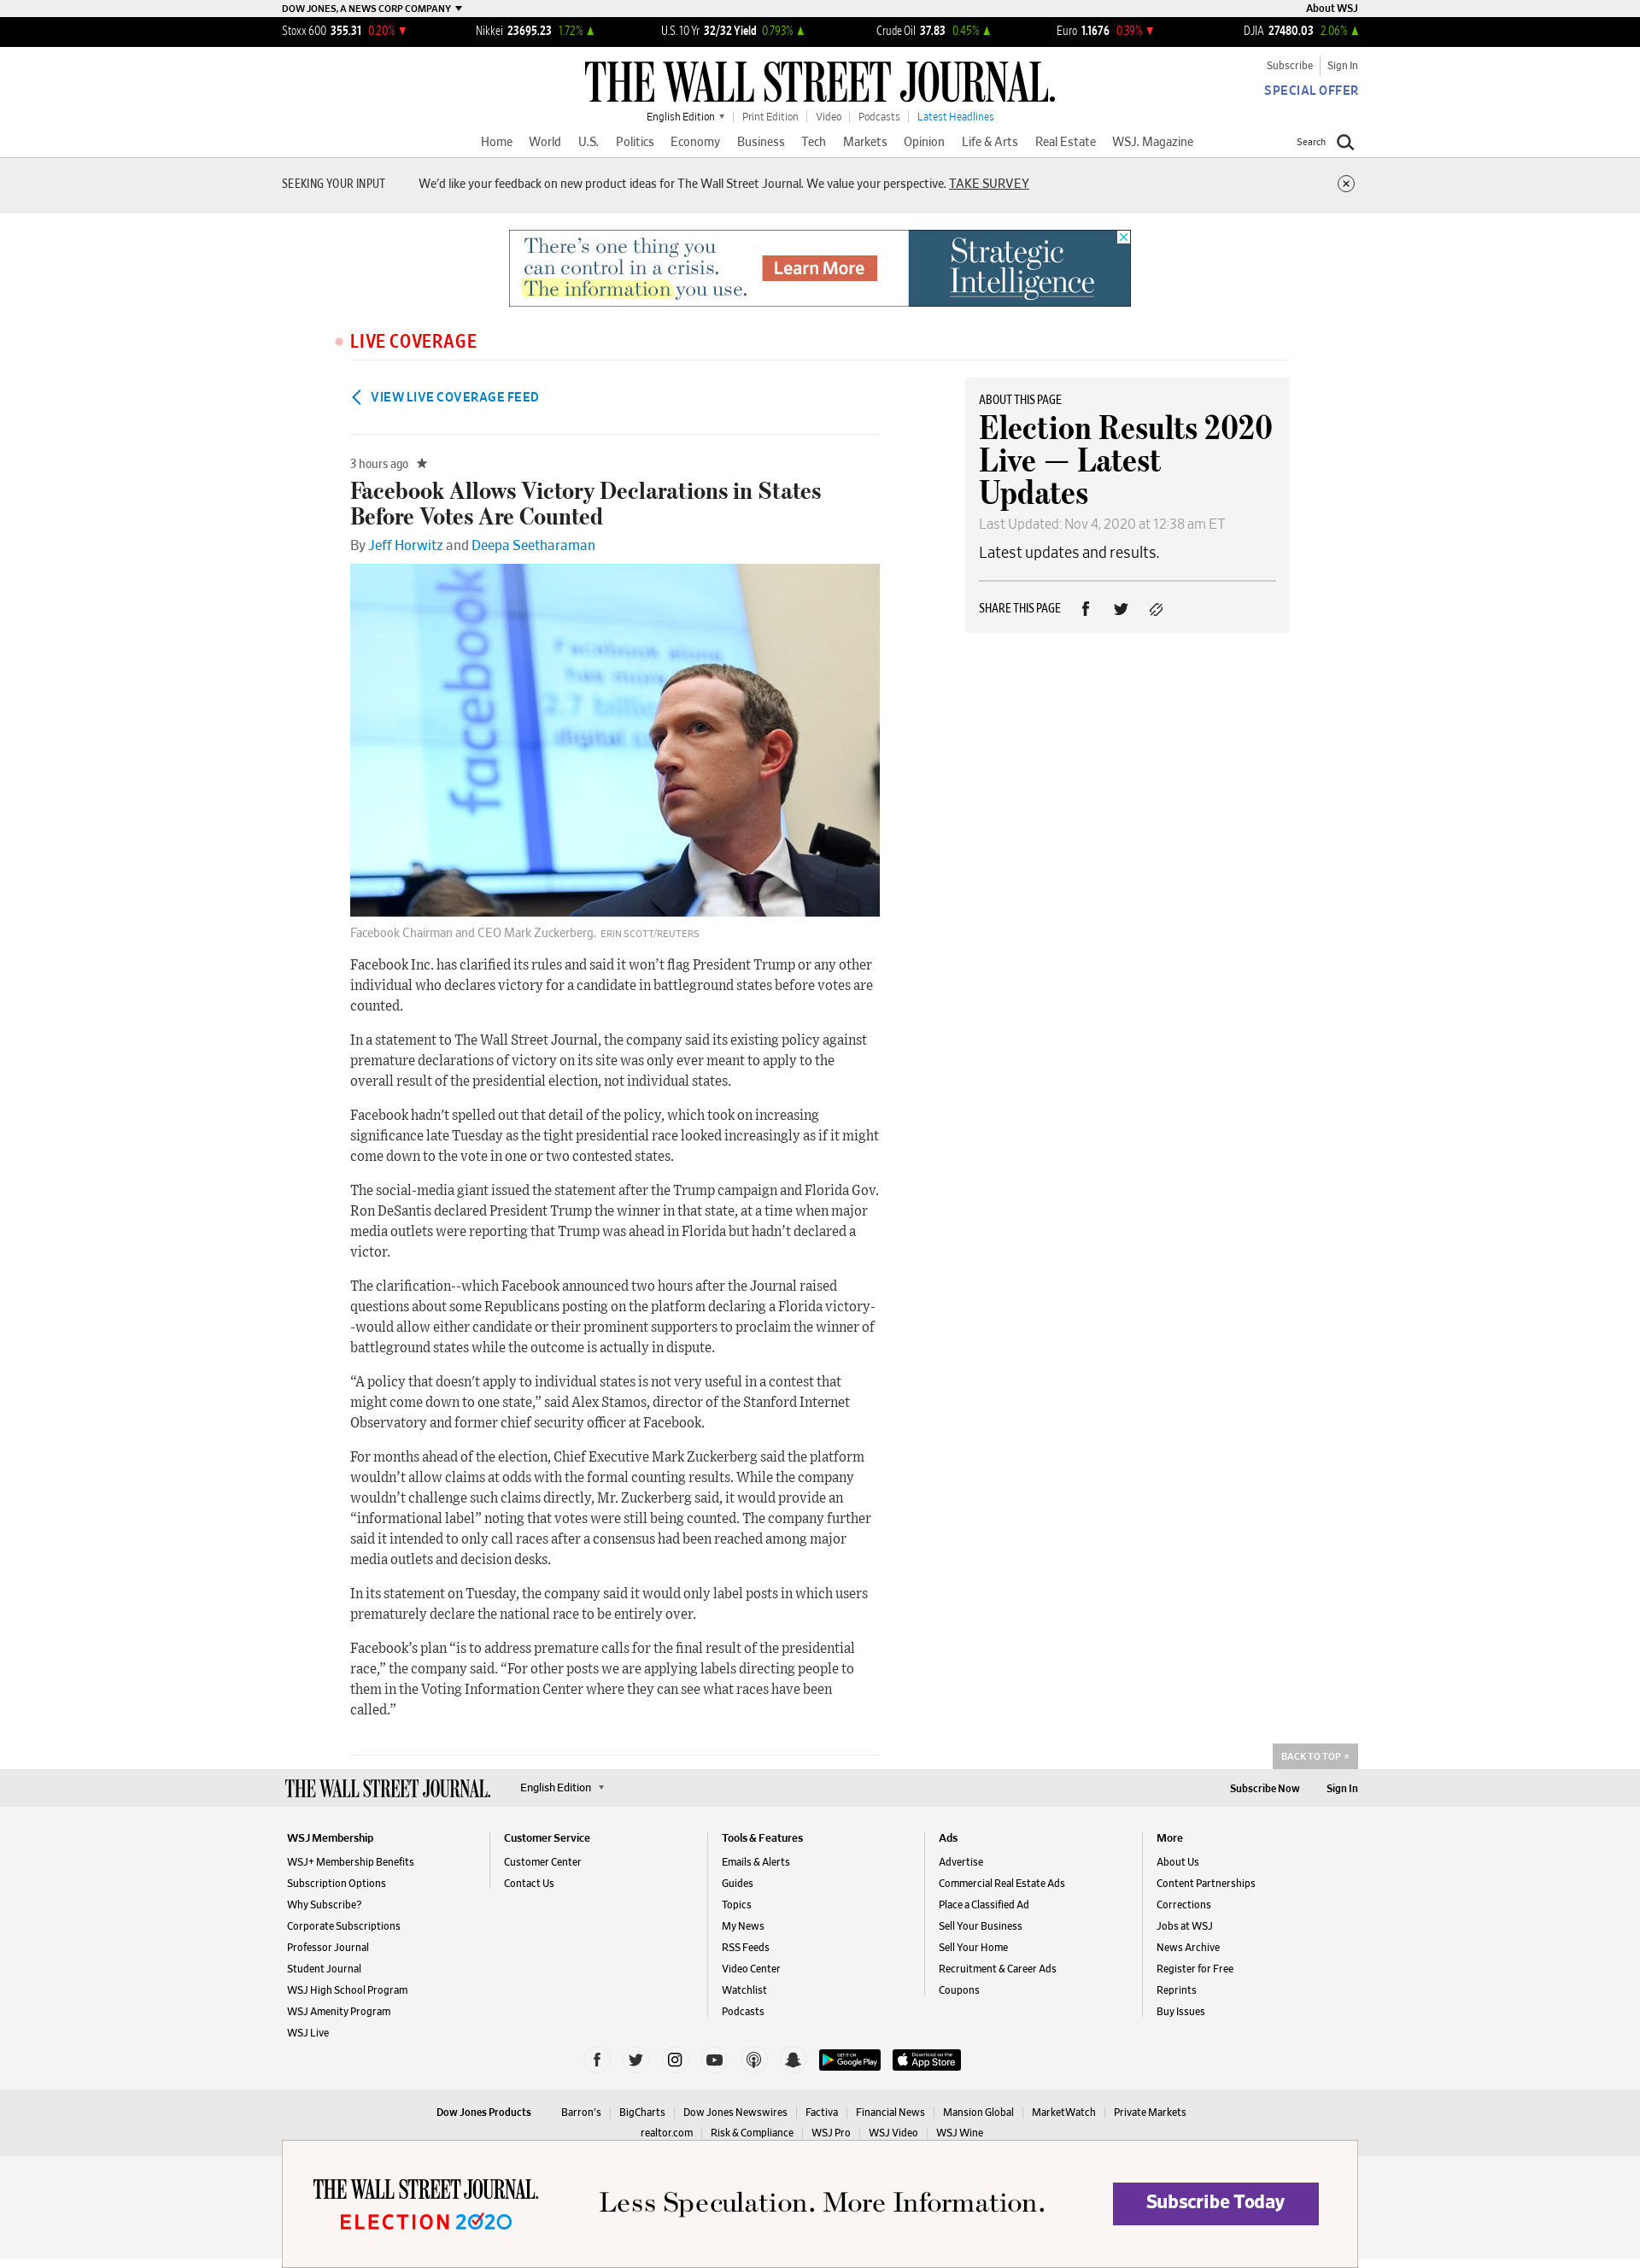 DOW JONES, A NEWS CORP COMPANY
About WSJ
Stoxx 600 355.31 0.20%
Nikkei 23695.23 1.72%
U.S. 10 Yr 32/32 Yield 0.793%
Crude Oil 37.83 0.45%
Euro 1.1676 0.39%
DJIA 27480.03 2.06%
THE WALL STREET JOURNAL.
Subscribe
Sign In
SPECIAL OFFER
English Edition
Print Edition
Video
Podcasts
Latest Headlines
Home World U.S. Politics Economy Business Tech Markets Opinion Life & Arts Real Estate WSJ. Magazine
Search
SEEKING YOUR INPUT
We'd like your feedback on new product ideas for The Wall Street Journal. We value your perspective. TAKE SURVEY
There's one thing you
can control in a crisis.
The information you use.
Learn More
Strategic
Intelligence
LIVE COVERAGE
VIEW LIVE COVERAGE FEED
3 hours ago
Facebook Allows Victory Declarations in States
Before Votes Are Counted
By Jeff Horwitz and Deepa Seetharaman
facebook
Facebook alone
has more than
2.7 billion
digital
Facebook Chairman and CEO Mark Zuckerberg. ERIN SCOTT/REUTERS
Facebook Inc. has clarified its rules and said it won't flag President Trump or any other
individual who declares victory for a candidate in battleground states before votes are
counted.
In a statement to The Wall Street Journal, the company said its existing policy against
premature declarations of victory on its site was only ever meant to apply to the
overall result of the presidential election, not individual states.
Facebook hadn't spelled out that detail of the policy, which took on increasing
significance late Tuesday as the tight presidential race looked increasingly as if it might
come down to the vote in one or two contested states.
The social-media giant issued the statement after the Trump campaign and Florida Gov.
Ron DeSantis declared President Trump the winner in that state, at a time when major
media outlets were reporting that Trump was ahead in Florida but hadn't declared a
victor.
The clarification--which Facebook announced two hours after the Journal raised
questions about some Republicans posting on the platform declaring a Florida victory-
-would allow either candidate or their prominent supporters to proclaim the winner of
battleground states while the outcome is actually in dispute.
“A policy that doesn't apply to individual states is not very useful in a contest that
might come down to one state,” said Alex Stamos, director of the Stanford Internet
Observatory and former chief security officer at Facebook.
For months ahead of the election, Chief Executive Mark Zuckerberg said the platform
wouldn't allow claims at odds with the formal counting results. While the company
wouldn't challenge such claims directly, Mr. Zuckerberg said, it would provide an
“informational label” noting that votes were still being counted. The company further
said it intended to only call races after a consensus had been reached among major
media outlets and decision desks.
In its statement on Tuesday, the company said it would only label posts in which users
prematurely declare the national race to be entirely over.
Facebook's plan “is to address premature calls for the final result of the presidential
race,” the company said. “For other posts we are applying labels directing people to
them in the Voting Information Center where they can see what races have been
called.”
ABOUT THIS PAGE
Election Results 2020
Live — Latest
Updates
Last Updated: Nov 4, 2020 at 12:38 am ET
Latest updates and results.
SHARE THIS PAGE
BACK TO TOP
THE WALL STREET JOURNAL.
English Edition
Subscribe Now
Sign In
WSJ Membership
WSJ+ Membership Benefits
Subscription Options
Why Subscribe?
Corporate Subscriptions
Professor Journal
Student Journal
WSJ High School Program
WSJ Amenity Program
WSJ Live
Customer Service
Customer Center
Contact Us
Tools & Features
Emails & Alerts
Guides
Topics
My News
RSS Feeds
Video Center
Watchlist
Podcasts
Ads
Advertise
Commercial Real Estate Ads
Place a Classified Ad
Sell Your Business
Sell Your Home
Recruitment & Career Ads
Coupons
More
About Us
Content Partnerships
Corrections
Jobs at WSJ
News Archive
Register for Free
Reprints
Buy Issues
GET IT ON
Google Play
Download on the
App Store
Dow Jones Products
Barron's BigCharts Dow Jones Newswires Factiva Financial News Mansion Global MarketWatch Private Markets
realtor.com Risk & Compliance WSJ Pro WSJ Video WSJ Wine
THE WALL STREET JOURNAL.
ELECTION 2020
Less Speculation. More Information.
Subscribe Today